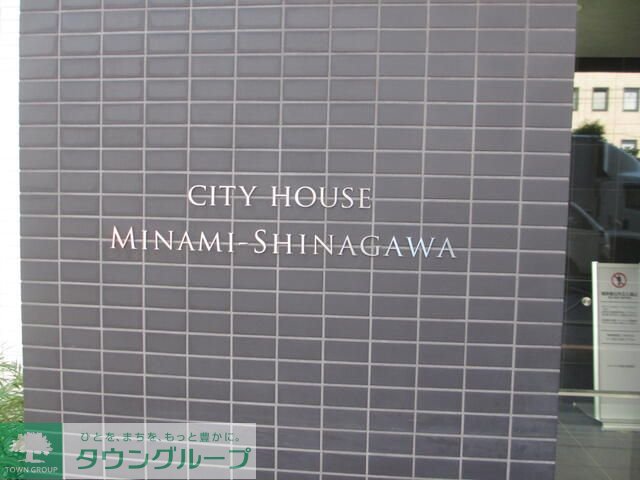 CITY HOUSE
MINAMI-SHINAGAWA
ひとを、まちを、もっと豊かに。
タウングループ
TOWN GROUP